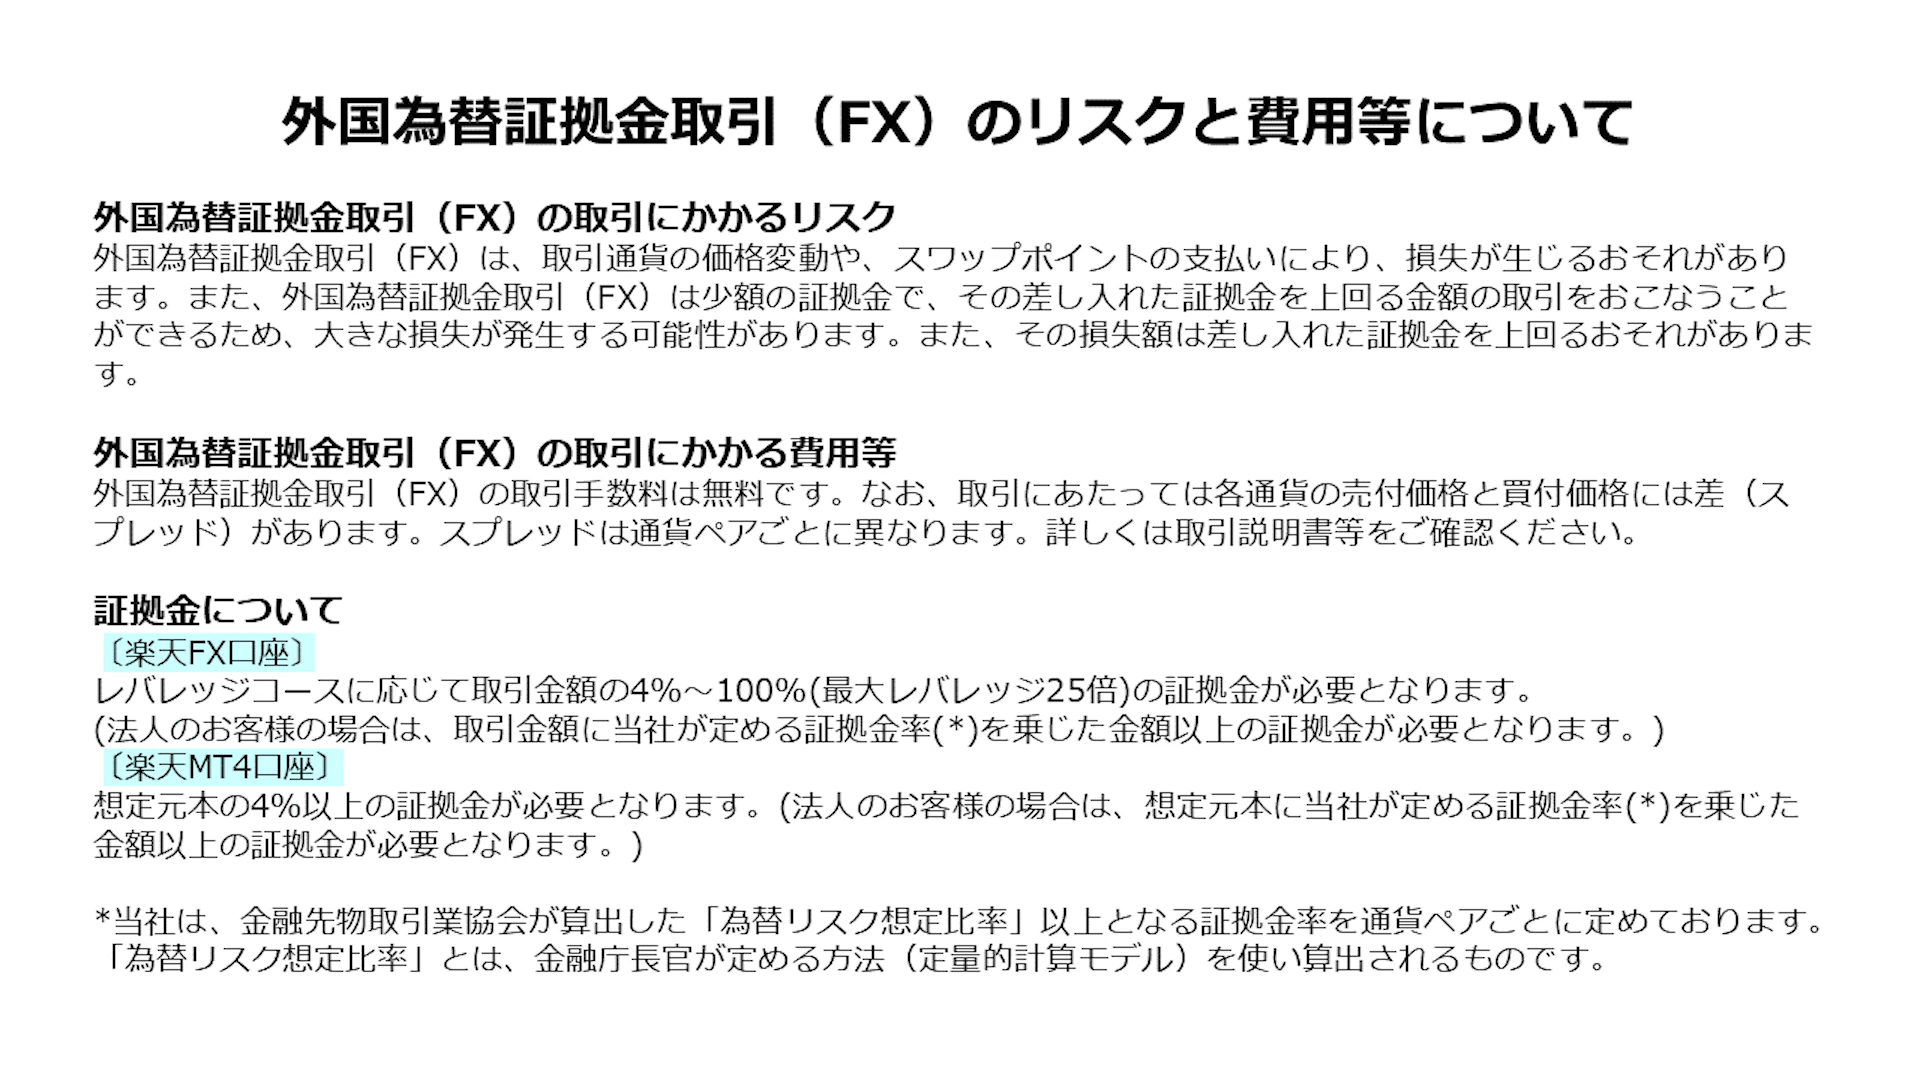 外国為替証拠金取引（FX）のリスクと費用等について
外国為替証拠金取引（FX）の取引にかかるリスク
外国為替証拠金取引（FX）は、取引通貨の価格変動や、スワップポイントの支払いにより、損失が生じるおそれがあり
ます。また、外国為替証拠金取引（FX）は少額の証拠金で、その差し入れた証拠金を上回る金額の取引をおこなうこと
ができるため、大きな損失が発生する可能性があります。また、その損失額は差し入れた証拠金を上回るおそれがありま
す。
外国為替証拠金取引（FX）の取引にかかる費用等
外国為替証拠金取引（FX）の取引手数料は無料です。なお、取引にあたっては各通貨の売付価格と買付価格には差（ス
プレッド）があります。スプレッドは通貨ペアごとに異なります。詳しくは取引説明書等をご確認ください。
証拠金について
〔楽天FX口座〕
レバレッジコースに応じて取引金額の4%～100%(最大レバレッジ25倍)の証拠金が必要となります。
(法人のお客様の場合は、取引金額に当社が定める証拠金率(*)を乗じた金額以上の証拠金が必要となります。)
〔楽天MT4口座〕
想定元本の4%以上の証拠金が必要となります。(法人のお客様の場合は、想定元本に当社が定める証拠金率(*)を乗じた
金額以上の証拠金が必要となります。)
*当社は、金融先物取引業協会が算出した「為替リスク想定比率」以上となる証拠金率を通貨ペアごとに定めております。
「為替リスク想定比率」とは、金融庁長官が定める方法（定量的計算モデル）を使い算出されるものです。